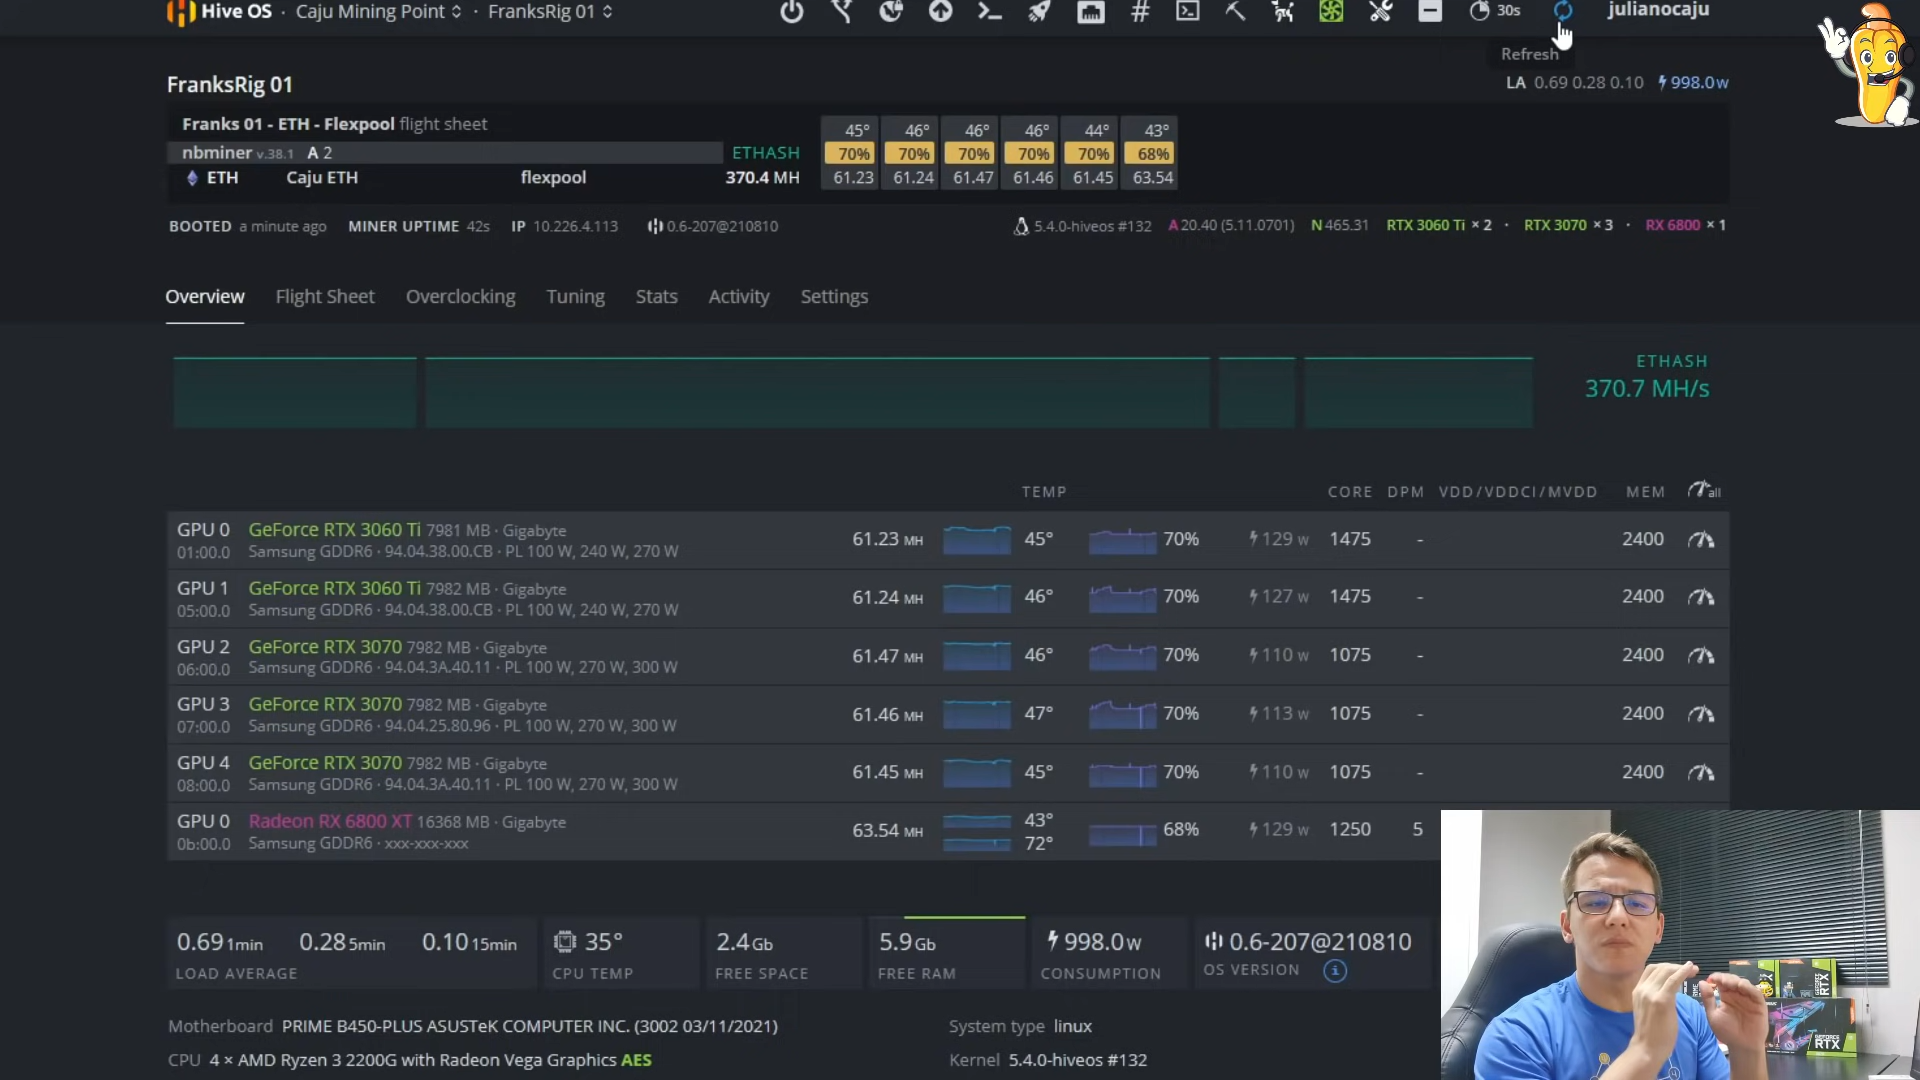 Hive OS · Caju Mining Point · FranksRig 01
30s julianocaju
Refresh
FranksRig 01
LA 0.69 0.28 0.10 998.0w
Franks 01 - ETH - Flexpool flight sheet
nbminer v.38.1 A 2 ETHASH
ETH Caju ETH flexpool 370.4 MH
45° 46° 46° 46° 44° 43°
70% 70% 70% 70% 70% 68%
61.23 61.24 61.47 61.46 61.45 63.54
BOOTED a minute ago MINER UPTIME 42s IP 10.226.4.113 0.6-207@210810 5.4.0-hiveos #132 A 20.40 (5.11.0701) N 465.31 RTX 3060 Ti × 2 · RTX 3070 × 3 · RX 6800 × 1
Overview Flight Sheet Overclocking Tuning Stats Activity Settings
ETHASH
370.7 MH/s
TEMP CORE DPM VDD/VDDCI/MVDD MEM all
GPU 0 GeForce RTX 3060 Ti 7981 MB · Gigabyte
01:00.0 Samsung GDDR6 · 94.04.38.00.CB · PL 100 W, 240 W, 270 W
61.23 MH 45° 70% 129 w 1475 - 2400
GPU 1 GeForce RTX 3060 Ti 7982 MB · Gigabyte
05:00.0 Samsung GDDR6 · 94.04.38.00.CB · PL 100 W, 240 W, 270 W
61.24 MH 46° 70% 127 w 1475 - 2400
GPU 2 GeForce RTX 3070 7982 MB · Gigabyte
06:00.0 Samsung GDDR6 · 94.04.3A.40.11 · PL 100 W, 270 W, 300 W
61.47 MH 46° 70% 110 w 1075 - 2400
GPU 3 GeForce RTX 3070 7982 MB · Gigabyte
07:00.0 Samsung GDDR6 · 94.04.25.80.96 · PL 100 W, 270 W, 300 W
61.46 MH 47° 70% 113 w 1075 - 2400
GPU 4 GeForce RTX 3070 7982 MB · Gigabyte
08:00.0 Samsung GDDR6 · 94.04.3A.40.11 · PL 100 W, 270 W, 300 W
61.45 MH 45° 70% 110 w 1075 - 2400
GPU 0 Radeon RX 6800 XT 16368 MB · Gigabyte
0b:00.0 Samsung GDDR6 · xxx-xxx-xxx
63.54 MH 43° 72° 68% 129 w 1250 5
0.69 1min 0.28 5min 0.10 15min 35° 2.4 Gb 5.9 Gb 998.0 w 0.6-207@210810
LOAD AVERAGE CPU TEMP FREE SPACE FREE RAM CONSUMPTION OS VERSION
Motherboard PRIME B450-PLUS ASUSTeK COMPUTER INC. (3002 03/11/2021) System type linux
CPU 4 × AMD Ryzen 3 2200G with Radeon Vega Graphics AES Kernel 5.4.0-hiveos #132
RTX
RTX